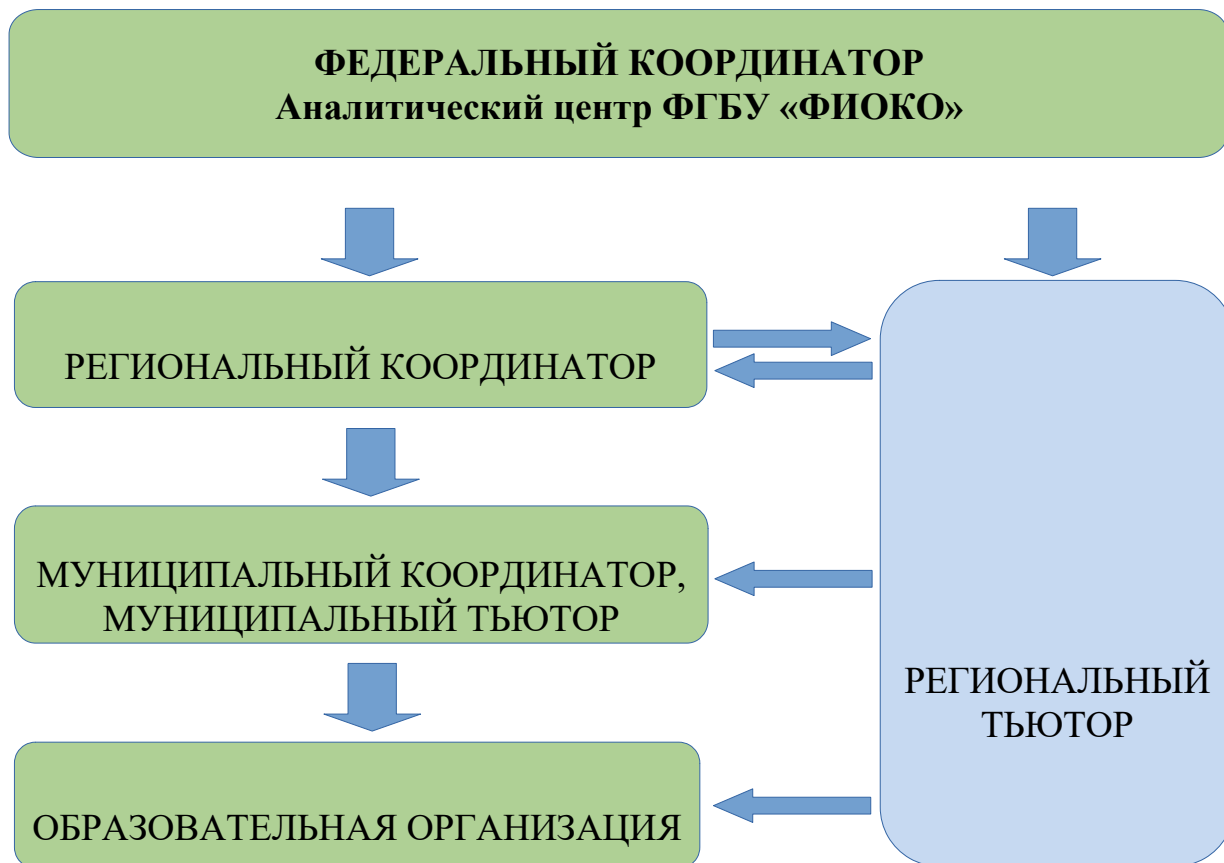 ФЕДЕРАЛЬНЫЙ КООРДИНАТОР
Аналитический центр ФГБУ «ФИОКО»
РЕГИОНАЛЬНЫЙ КООРДИНАТОР
МУНИЦИПАЛЬНЫЙ КООРДИНАТОР,
МУНИЦИПАЛЬНЫЙ ТЬЮТОР
РЕГИОНАЛЬНЫЙ
ТЬЮТОР
ОБРАЗОВАТЕЛЬНАЯ ОРГАНИЗАЦИЯ